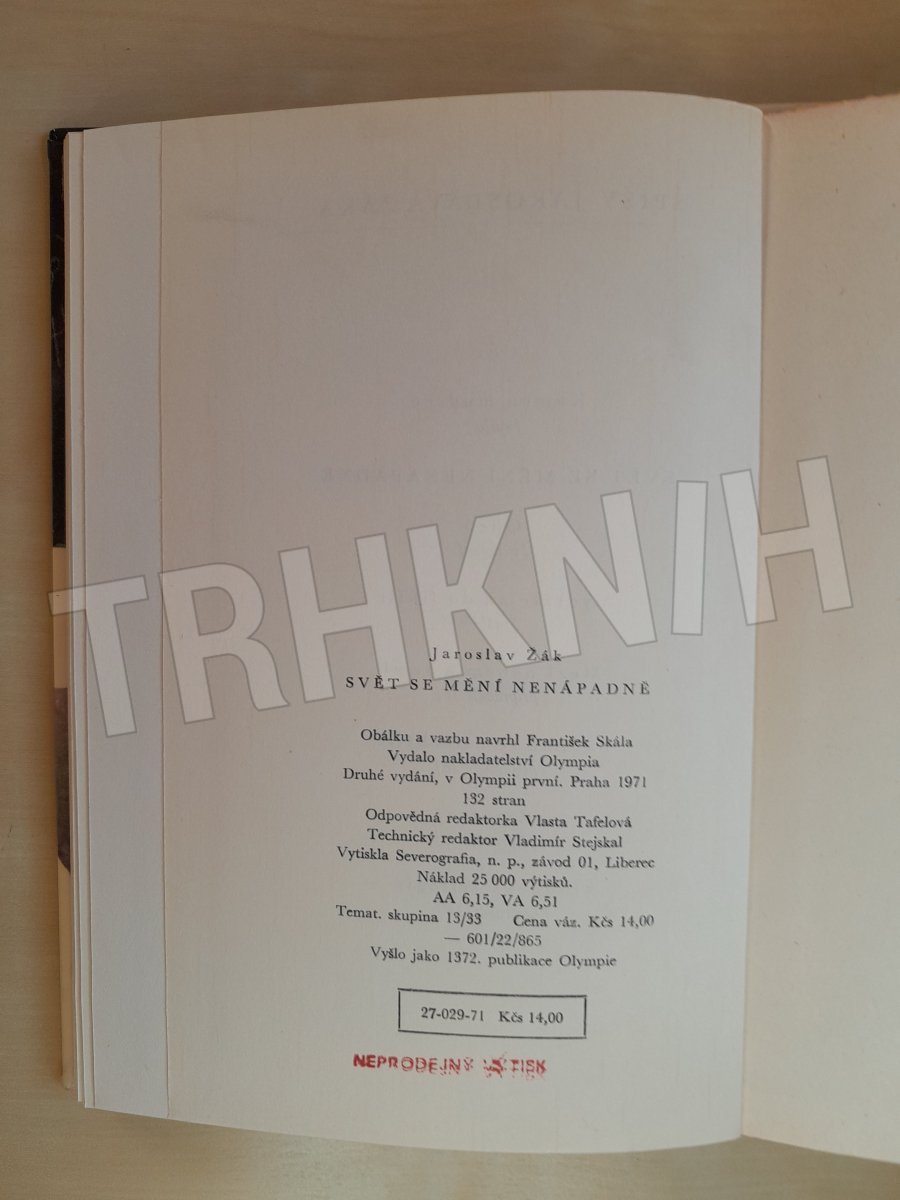 TRHKNIH
Jaroslav Žák
SVĚT SE MĚNÍ NENÁPADNĚ
Obálku a vazbu navrhl František Skála
Vydalo nakladatelství Olympia
Druhé vydání, v Olympii první. Praha 1971
132 stran
Odpovědná redaktorka Vlasta Tafelová
Technický redaktor Vladimír Stejskal
Vytiskla Severografia, n. p., závod 01, Liberec
Náklad 25 000 výtisků.
AA 6,15, VA 6,51
Temat. skupina 13/33 Cena váz. Kčs 14,00
— 601/22/865
Vyšlo jako 1372. publikace Olympie
27-029-71 Kčs 14,00
NEPRODEJNÝ VÝTISK